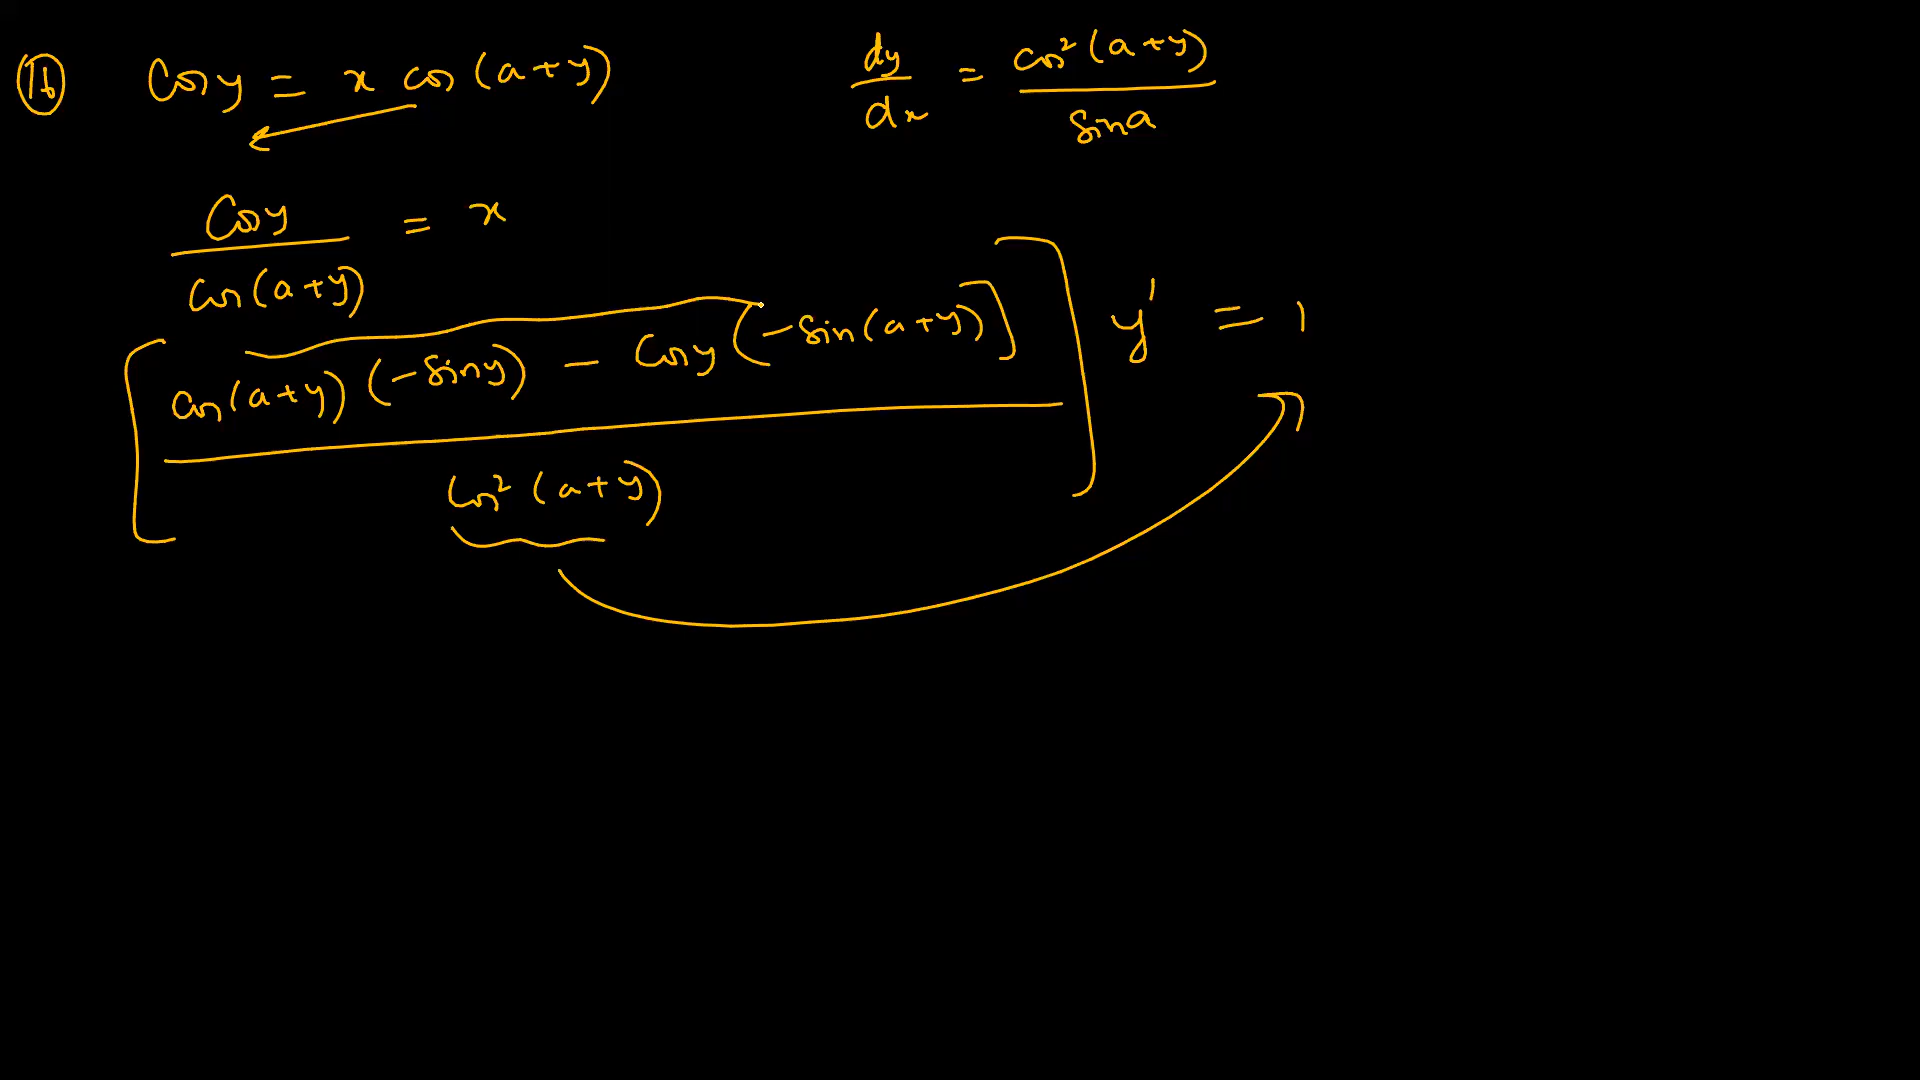 16 Cos y = x cos (a+y)
dy/dx = cos² (a+y) / sin a
Cos y / cos (a+y) = x
[ cos (a+y) (-sin y) - Cos y (-sin (a+y)] / cos² (a+y) ] y' = 1